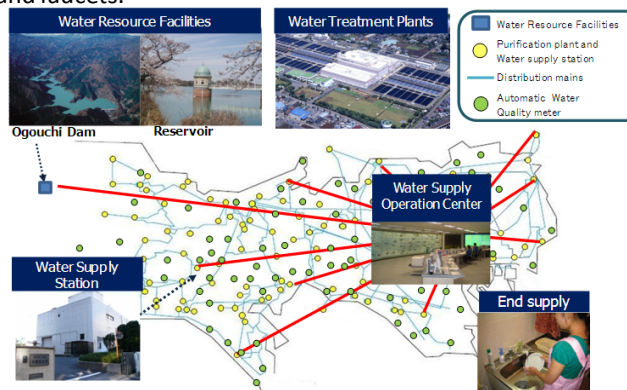 and faucets.
Water Resource Facilities
Water Treatment Plants
Water Resource Facilities
Purification plant and
Water supply station
Distribution mains
Automatic Water
Quality meter
Ogouchi Dam
Reservoir
Water Supply
Operation Center
Water Supply
Station
End supply